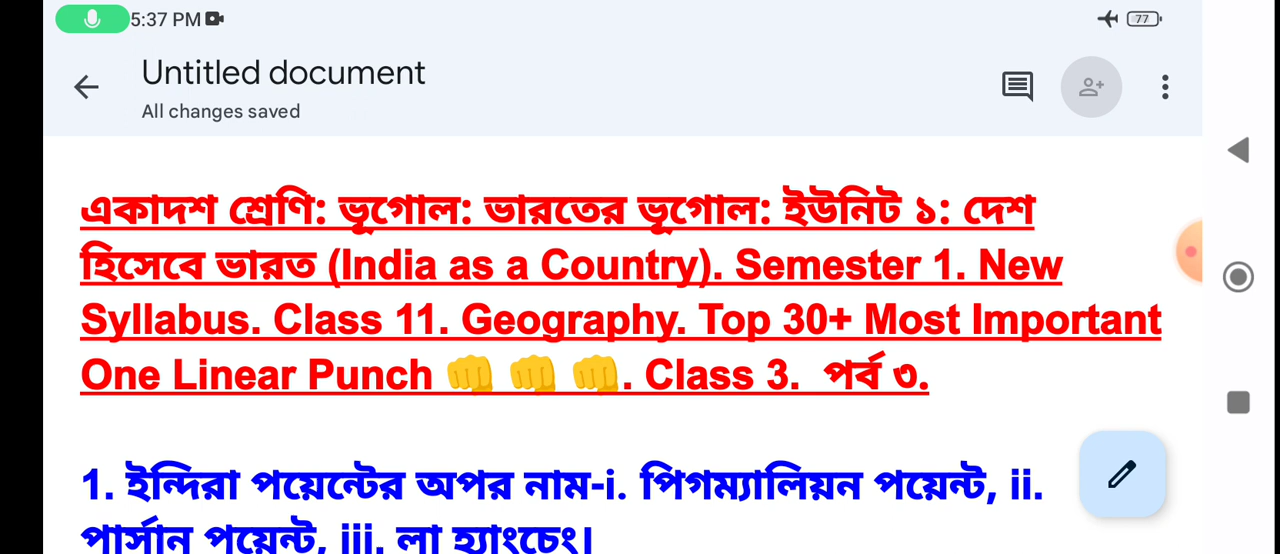 5:37 PM
77
Untitled document
All changes saved
একাদশ শ্রেণি: ভূগোল: ভারতের ভূগোল: ইউনিট ১: দেশ
হিসেবে ভারত (India as a Country). Semester 1. New
Syllabus. Class 11. Geography. Top 30+ Most Important
One Linear Punch 👊 👊 👊. Class 3. পর্ব ৩.
1. ইন্দিরা পয়েন্টের অপর নাম-i. পিগম্যালিয়ন পয়েন্ট, ii.
পার্সান পয়েন্ট, iii. লা হ্যাংচেং।